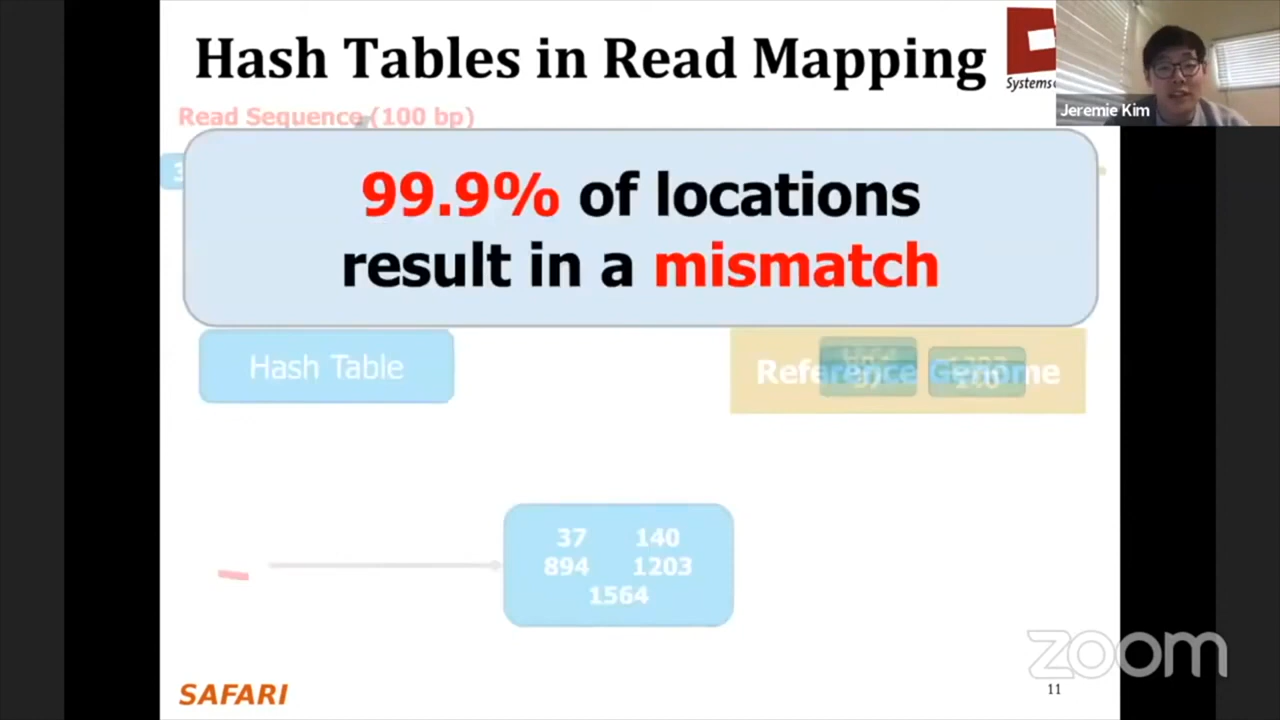 Hash Tables in Read Mapping
Systems
Jeremie Kim
Read Sequence (100 bp)
99.9% of locations
result in a mismatch
Hash Table
Reference Genome
37 140
894 1203
1564
zoom
SAFARI
11